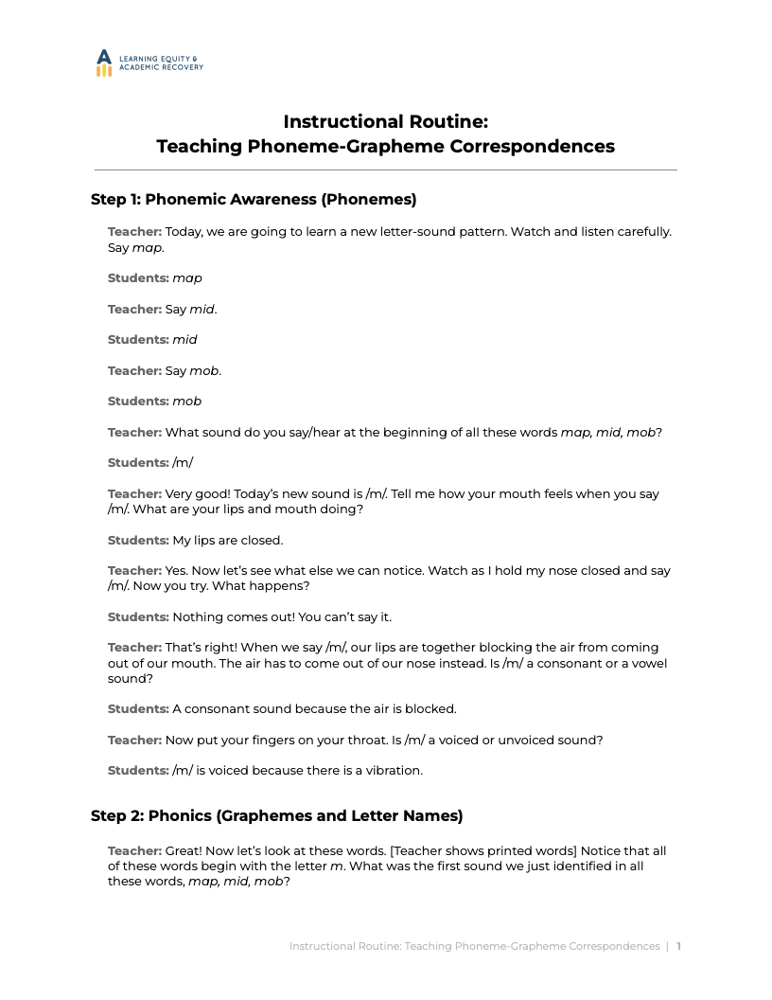 LEARNING EQUITY &
ACADEMIC RECOVERY
Instructional Routine:
Teaching Phoneme-Grapheme Correspondences
Step 1: Phonemic Awareness (Phonemes)
Teacher: Today, we are going to learn a new letter-sound pattern. Watch and listen carefully.
Say map.
Students: map
Teacher: Say mid.
Students: mid
Teacher: Say mob.
Students: mob
Teacher: What sound do you say/hear at the beginning of all these words map, mid, mob?
Students: /m/
Teacher: Very good! Today’s new sound is /m/. Tell me how your mouth feels when you say
/m/. What are your lips and mouth doing?
Students: My lips are closed.
Teacher: Yes. Now let’s see what else we can notice. Watch as I hold my nose closed and say
/m/. Now you try. What happens?
Students: Nothing comes out! You can’t say it.
Teacher: That’s right! When we say /m/, our lips are together blocking the air from coming
out of our mouth. The air has to come out of our nose instead. Is /m/ a consonant or a vowel
sound?
Students: A consonant sound because the air is blocked.
Teacher: Now put your fingers on your throat. Is /m/ a voiced or unvoiced sound?
Students: /m/ is voiced because there is a vibration.
Step 2: Phonics (Graphemes and Letter Names)
Teacher: Great! Now let’s look at these words. [Teacher shows printed words] Notice that all
of these words begin with the letter m. What was the first sound we just identified in all
these words, map, mid, mob?
Instructional Routine: Teaching Phoneme-Grapheme Correspondences | 1